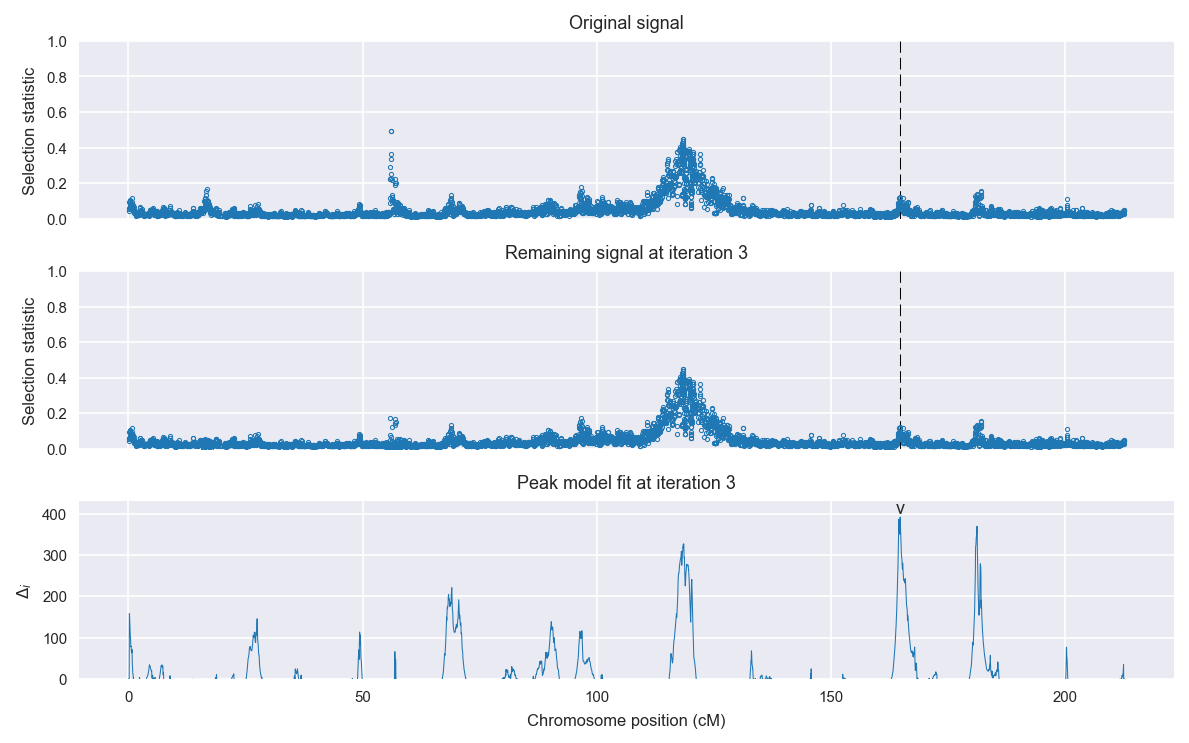 Original signal
Selection statistic
1.0
0.8
0.6
0.4
0.2
0.0
Remaining signal at iteration 3
Selection statistic
1.0
0.8
0.6
0.4
0.2
0.0
Peak model fit at iteration 3
Δi
400
300
200
100
0
v
0 50 100 150 200
Chromosome position (cM)